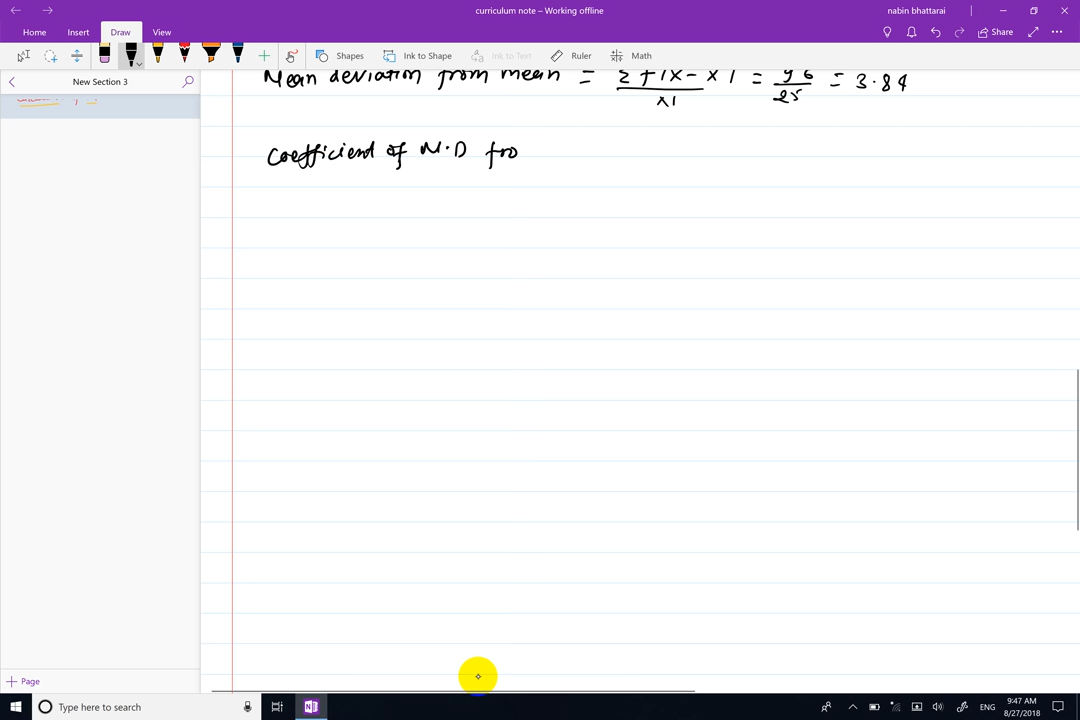 curriculum note – Working offline
nabin bhattarai
Home Insert Draw View
Share
Shapes Ink to Shape Ink to Text Ruler Math
New Section 3
Mean deviation from mean = Σf|x-x| = 96 = 3.84
25
Coefficient of M.D fro
Page
Type here to search
ENG
9:47 AM
8/27/2018